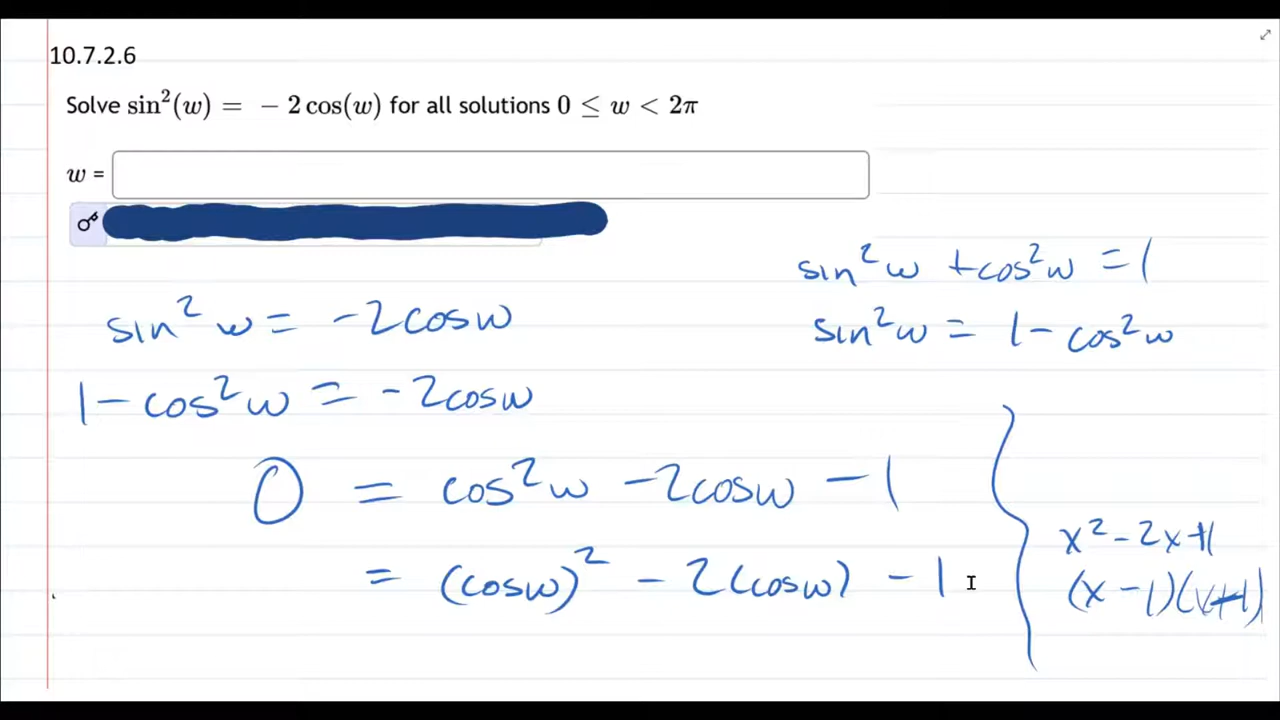 10.7.2.6
Solve sin²(w) = − 2 cos(w) for all solutions 0 ≤ w < 2π
w =
sin²w + cos²w = 1
sin²w = -2cosw
sin²w = 1 - cos²w
1 - cos²w = -2cosw
0 = cos²w - 2cosw - 1
= (cosw)² - 2(cosw) - 1
x² - 2x + 1
(x - 1)(x